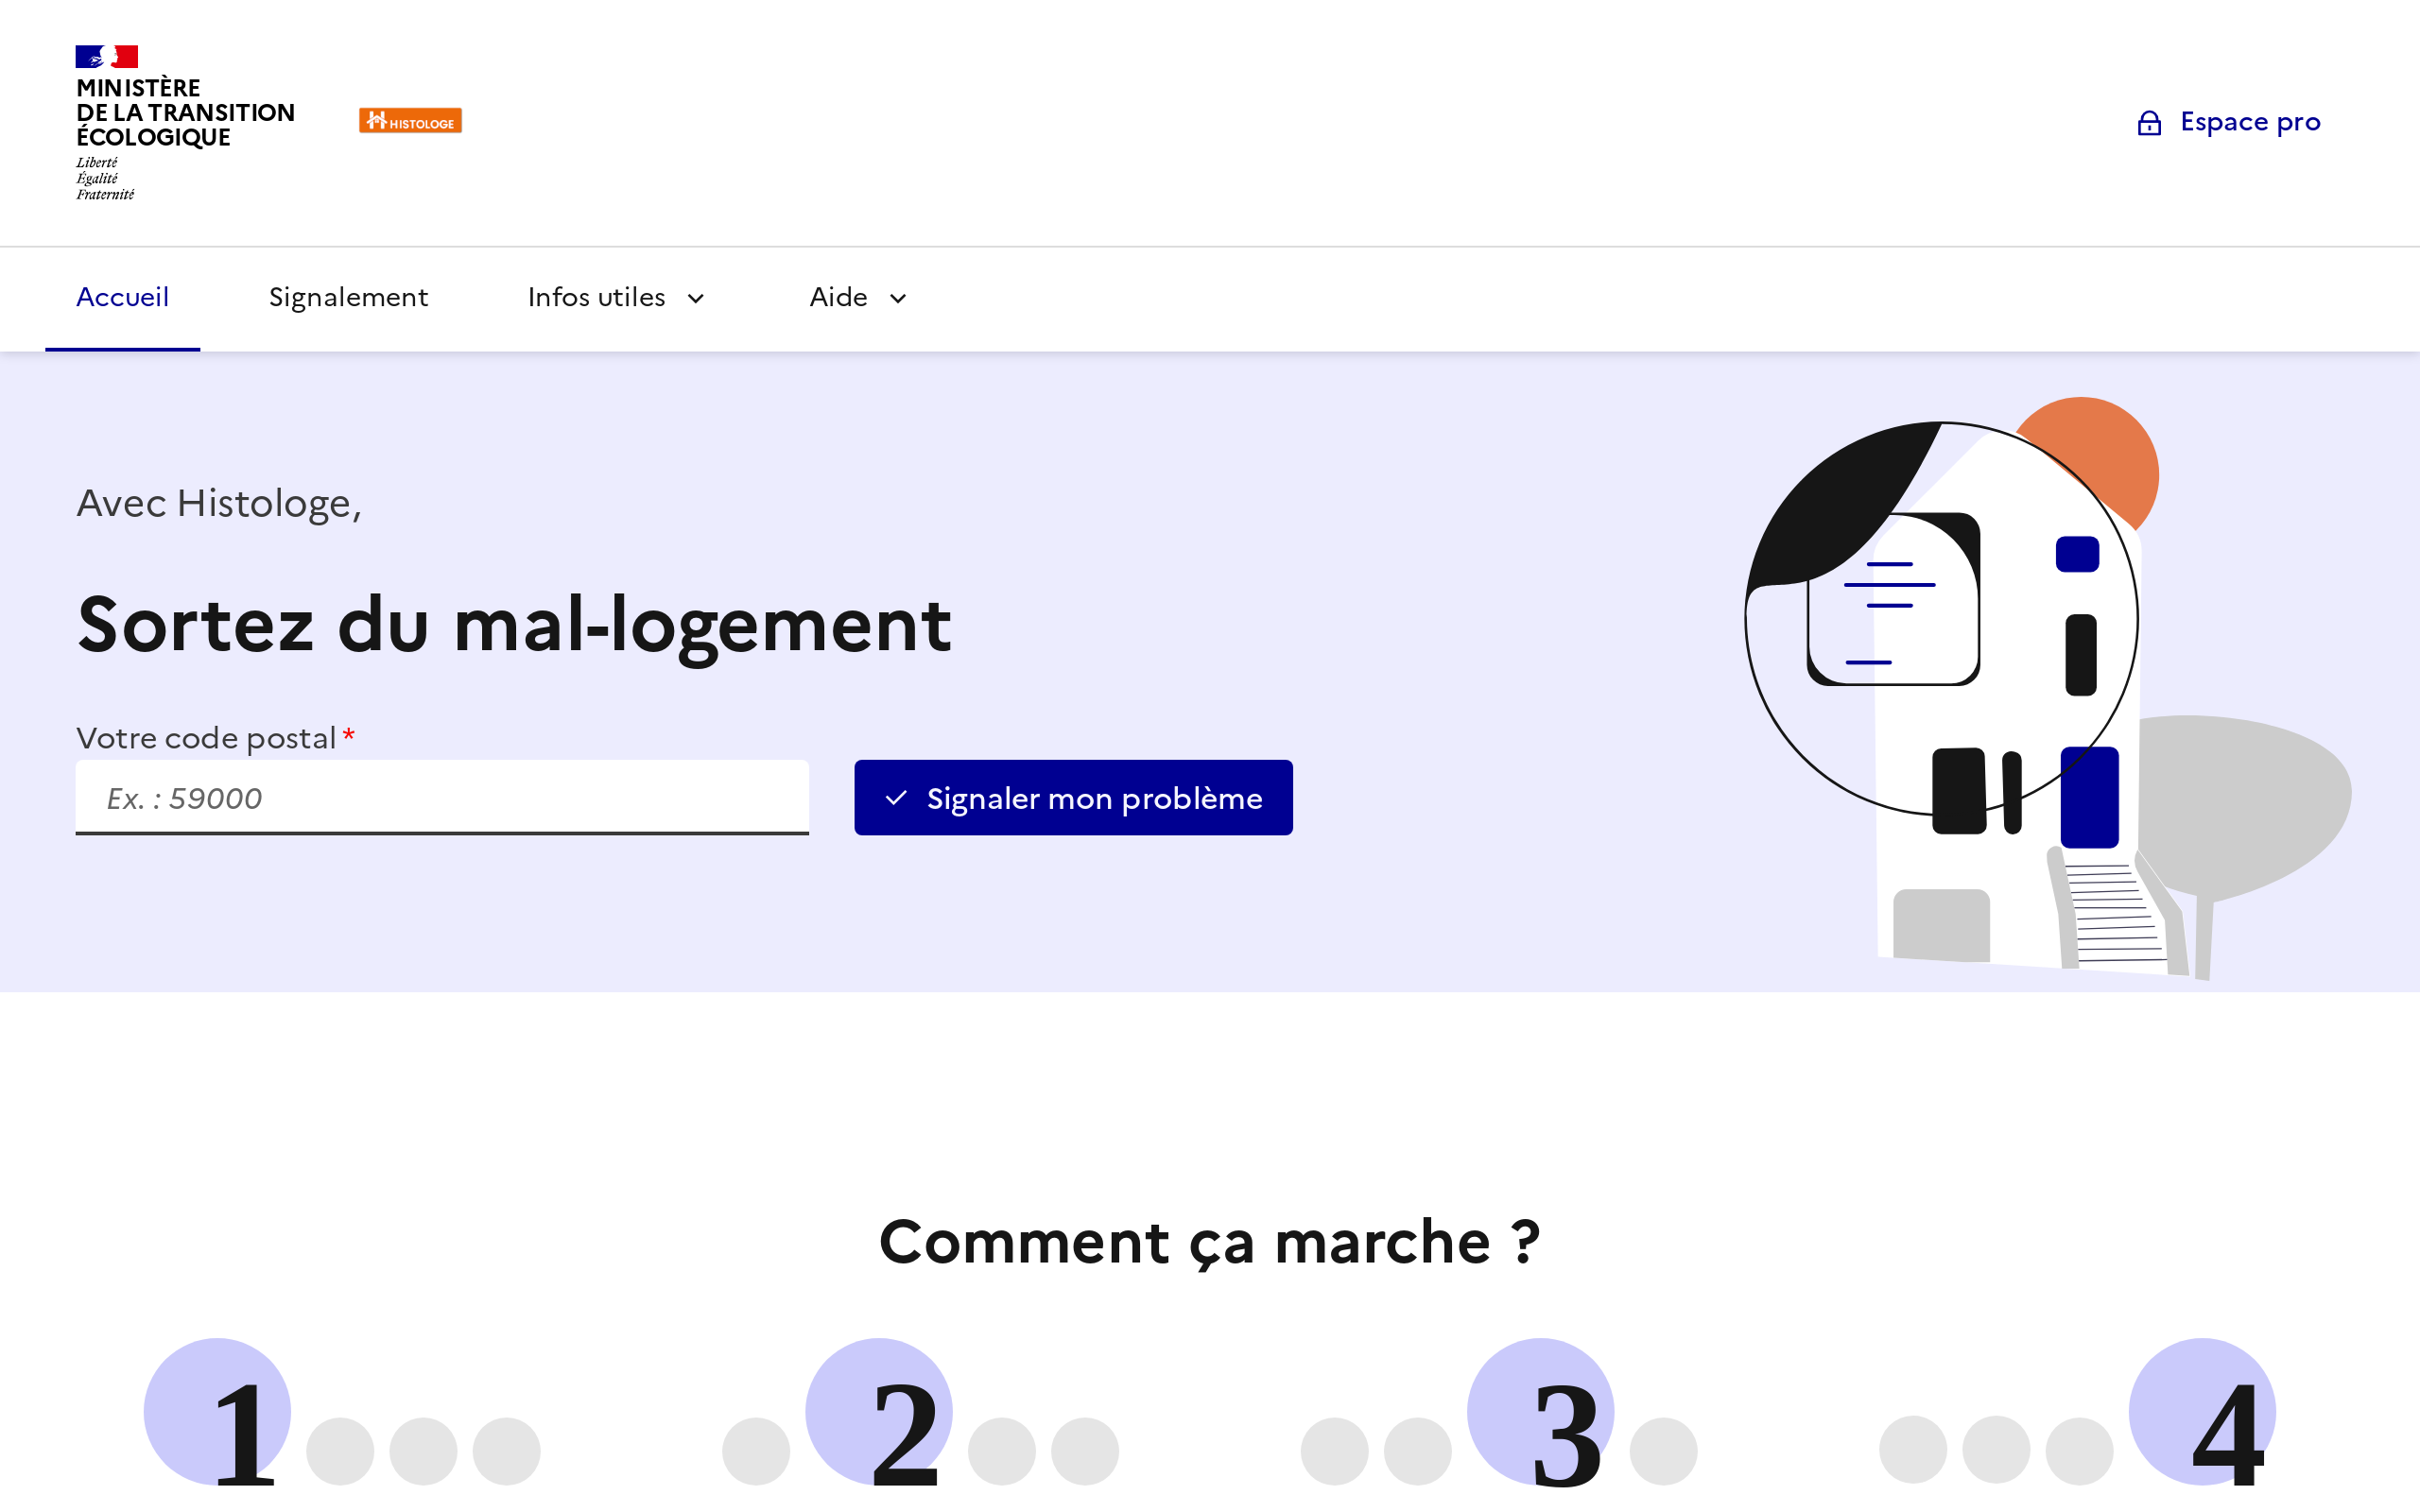 MINISTÈRE
DE LA TRANSITION
ÉCOLOGIQUE
Liberté
Égalité
Fraternité
HISTOLOGE
Espace pro
Accueil
Signalement
Infos utiles
Aide
Avec Histologe,
Sortez du mal-logement
Votre code postal *
Ex. : 59000
Signaler mon problème
Comment ça marche ?
1
2
3
4